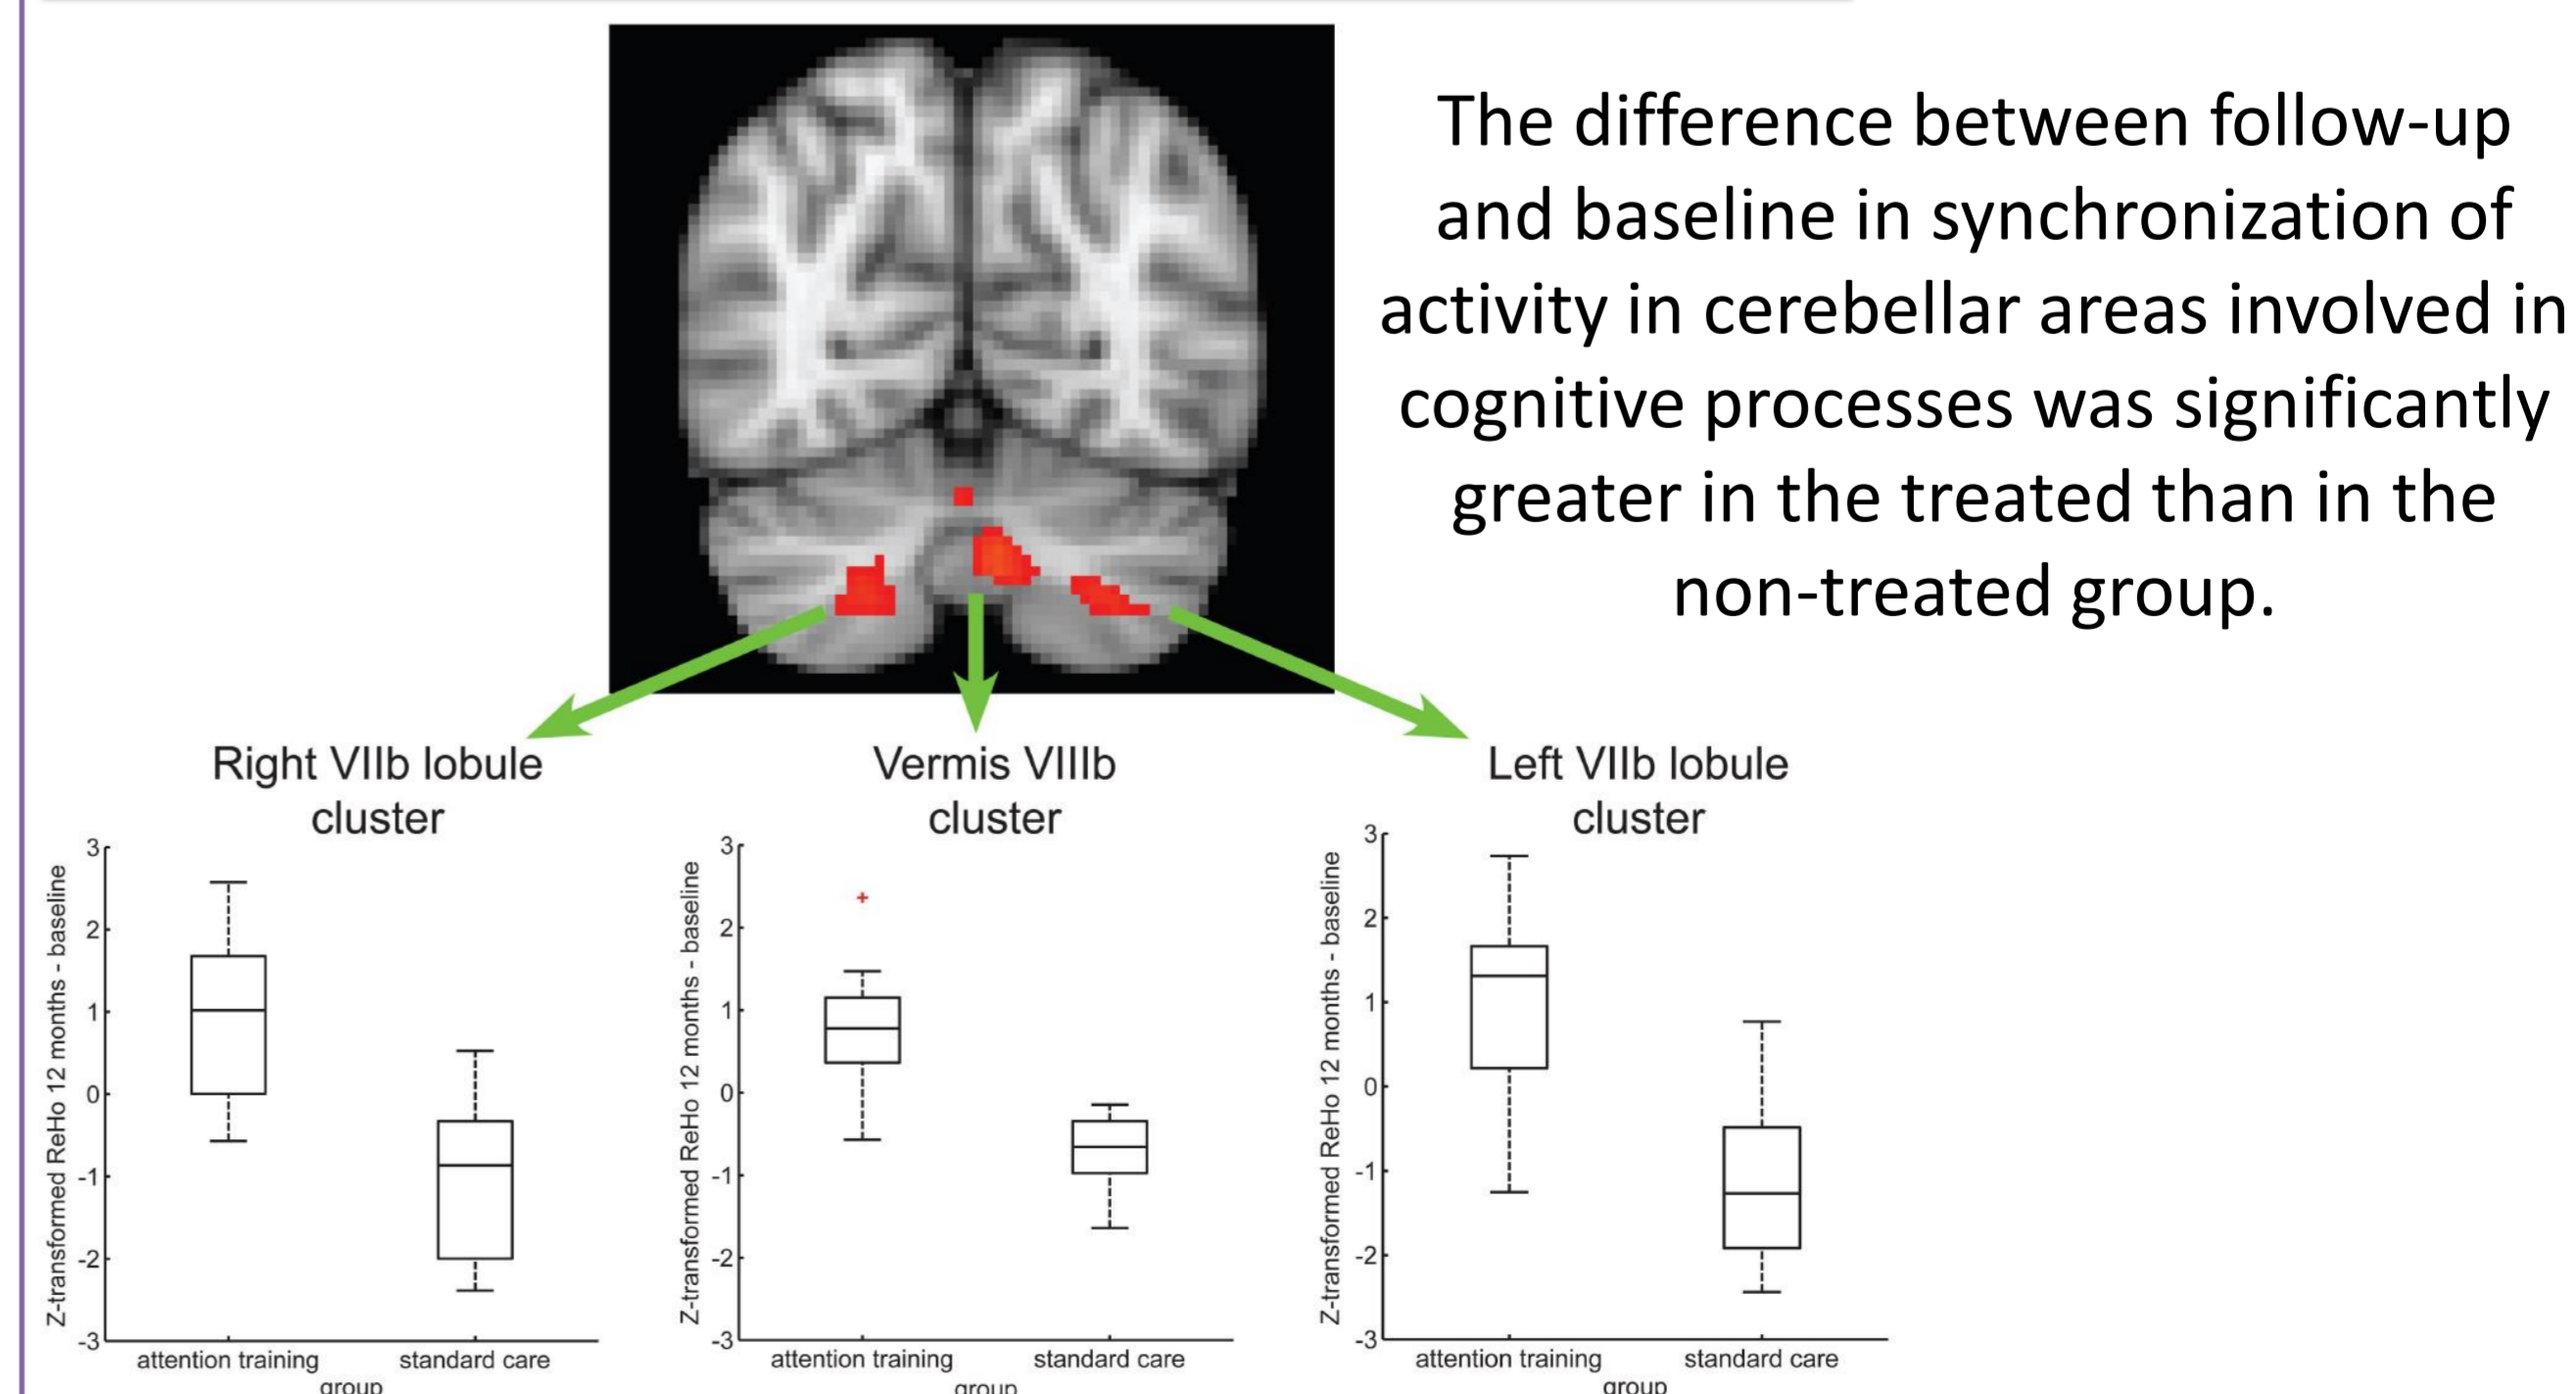 The difference between follow-up
and baseline in synchronization of
activity in cerebellar areas involved in
cognitive processes was significantly
greater in the treated than in the
non-treated group.
Right VIIb lobule
cluster
Z-transformed ReHo 12 months - baseline
3
2
1
0
-1
-2
-3
attention training
standard care
group
Vermis VIIIb
cluster
Z-transformed ReHo 12 months - baseline
3
2
1
0
-1
-2
-3
attention training
standard care
group
Left VIIb lobule
cluster
Z-transformed ReHo 12 months - baseline
3
2
1
0
-1
-2
-3
attention training
standard care
group